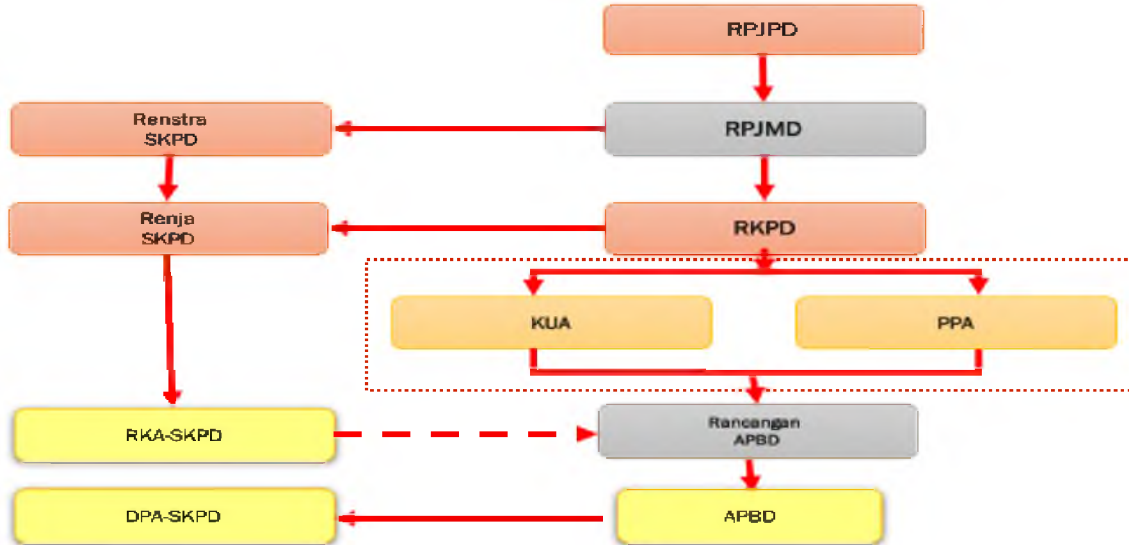 RPJPD
Renstra
SKPD
RPJMD
Renja
SKPD
RKPD
KUA
PPA
RKA-SKPD
Rancangan
APBD
DPA-SKPD
APBD